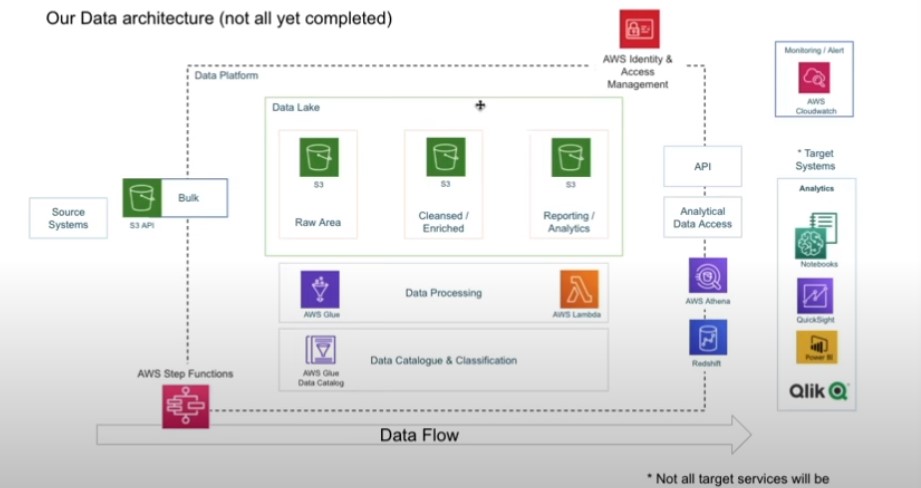 Our Data architecture (not all yet completed)
AWS Identity &
Access
Management
Monitoring / Alert
AWS
Cloudwatch
Data Platform
Data Lake
S3
Raw Area
S3
Cleansed /
Enriched
S3
Reporting /
Analytics
Source
Systems
S3 API
Bulk
API
Analytical
Data Access
* Target
Systems
Analytics
Notebooks
QuickSight
Power BI
Qlik
AWS Glue
Data Processing
AWS Lambda
AWS Athena
AWS Glue
Data Catalog
Data Catalogue & Classification
Redshift
AWS Step Functions
Data Flow
* Not all target services will be